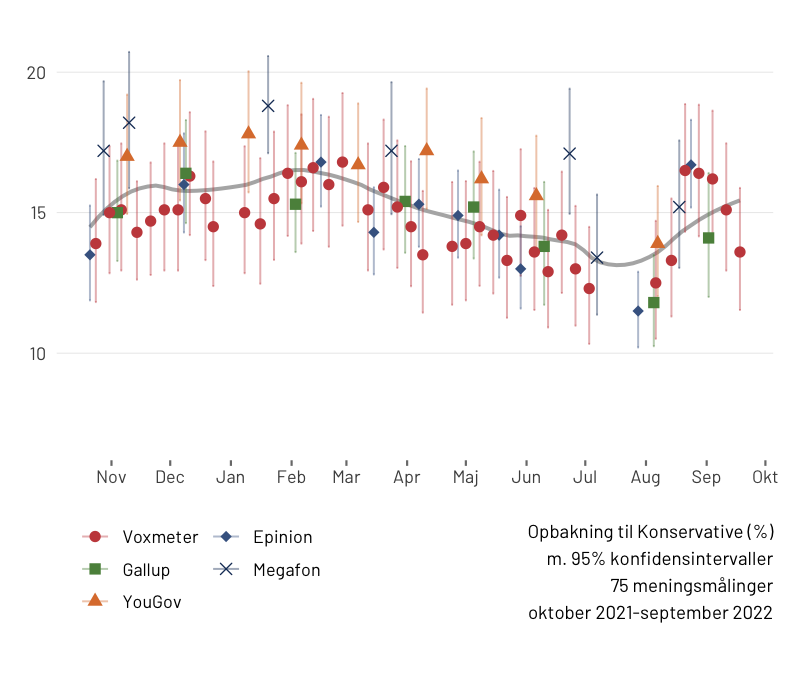 20
15
10
Nov Dec Jan Feb Mar Apr Maj Jun Jul Aug Sep Okt
Voxmeter Epinion
Gallup Megafon
YouGov
Opbakning til Konservative (%)
m. 95% konfidensintervaller
75 meningsmålinger
oktober 2021-september 2022